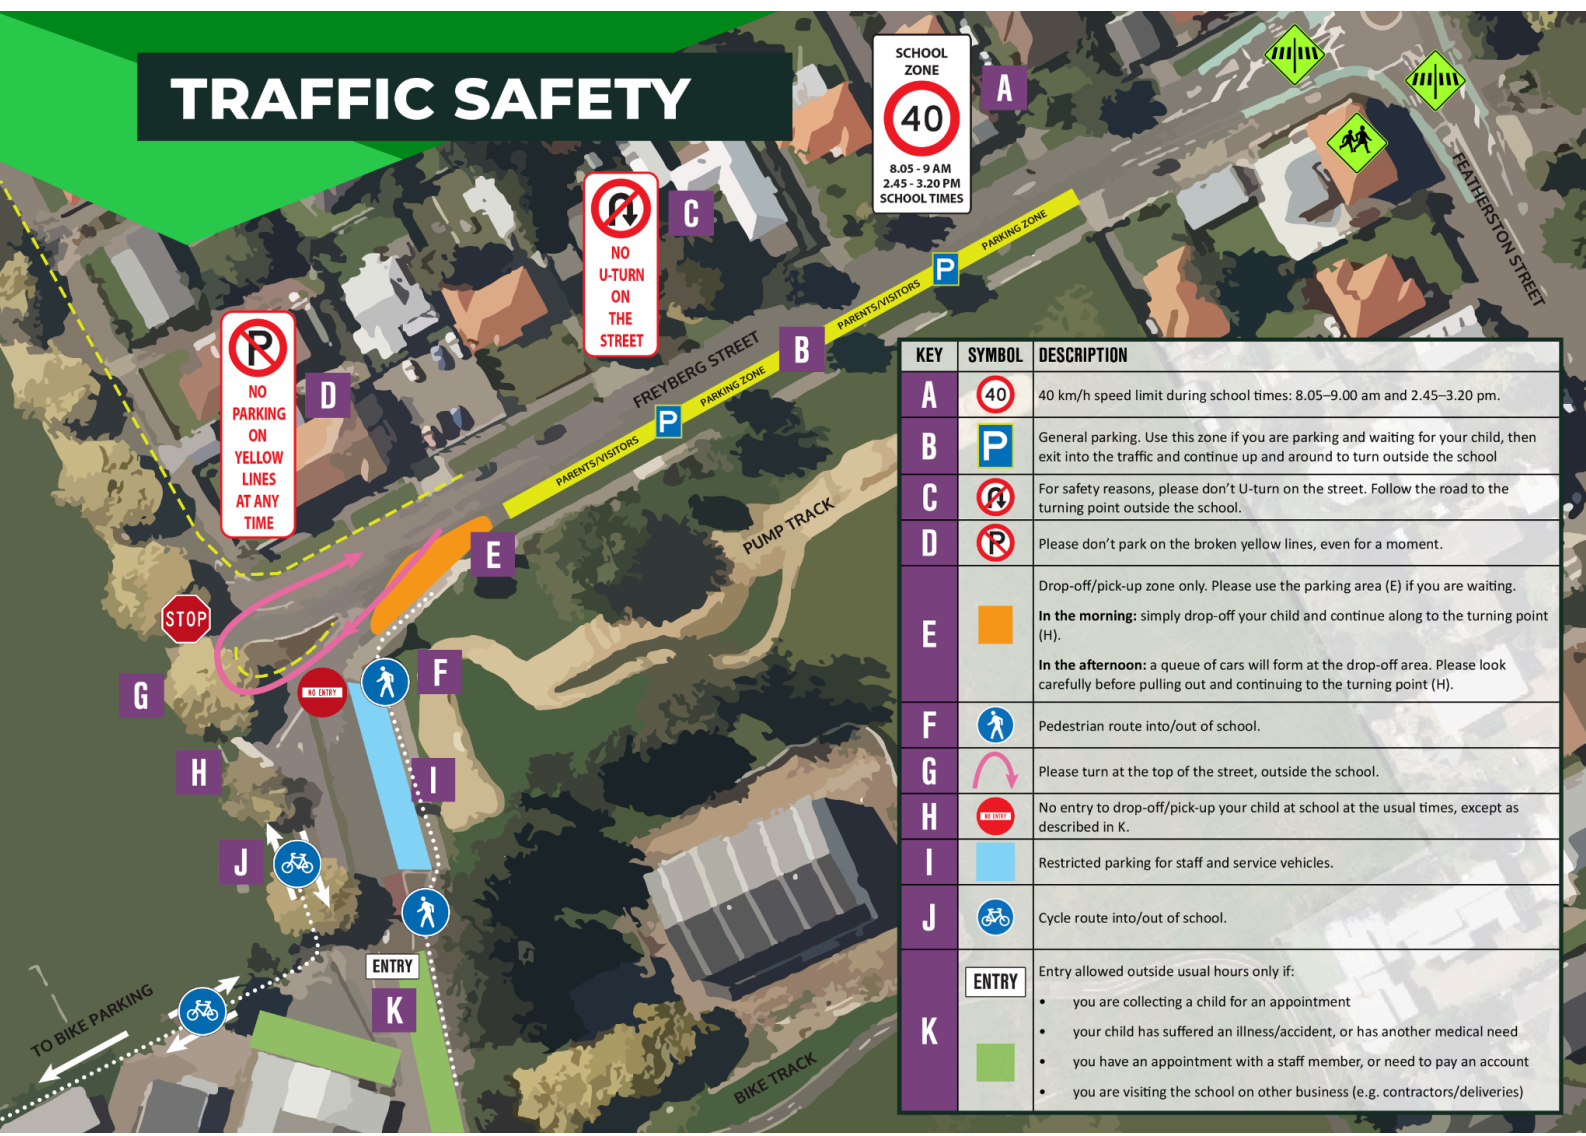 TRAFFIC SAFETY
SCHOOL
ZONE
40
8.05 - 9 AM
2.45 - 3.20 PM
SCHOOL TIMES
A
NO
U-TURN
ON
THE
STREET
C
P
NO
PARKING
ON
YELLOW
LINES
AT ANY
TIME
D
FEATHERSTON STREET
FREYBERG STREET
PARENTS/VISITORS
P
PARKING ZONE
B
PARENTS/VISITORS
P
PARKING ZONE
E
PUMP TRACK
STOP
G
NO ENTRY
F
H
I
J
ENTRY
K
TO BIKE PARKING
BIKE TRACK
KEY SYMBOL DESCRIPTION
A 40 40 km/h speed limit during school times: 8.05–9.00 am and 2.45–3.20 pm.
B P General parking. Use this zone if you are parking and waiting for your child, then
exit into the traffic and continue up and around to turn outside the school
C For safety reasons, please don't U-turn on the street. Follow the road to the
turning point outside the school.
D P Please don't park on the broken yellow lines, even for a moment.
E Drop-off/pick-up zone only. Please use the parking area (E) if you are waiting.
In the morning: simply drop-off your child and continue along to the turning point
(H).
In the afternoon: a queue of cars will form at the drop-off area. Please look
carefully before pulling out and continuing to the turning point (H).
F Pedestrian route into/out of school.
G Please turn at the top of the street, outside the school.
H NO ENTRY No entry to drop-off/pick-up your child at school at the usual times, except as
described in K.
I Restricted parking for staff and service vehicles.
J Cycle route into/out of school.
K ENTRY Entry allowed outside usual hours only if:
• you are collecting a child for an appointment
• your child has suffered an illness/accident, or has another medical need
• you have an appointment with a staff member, or need to pay an account
• you are visiting the school on other business (e.g. contractors/deliveries)